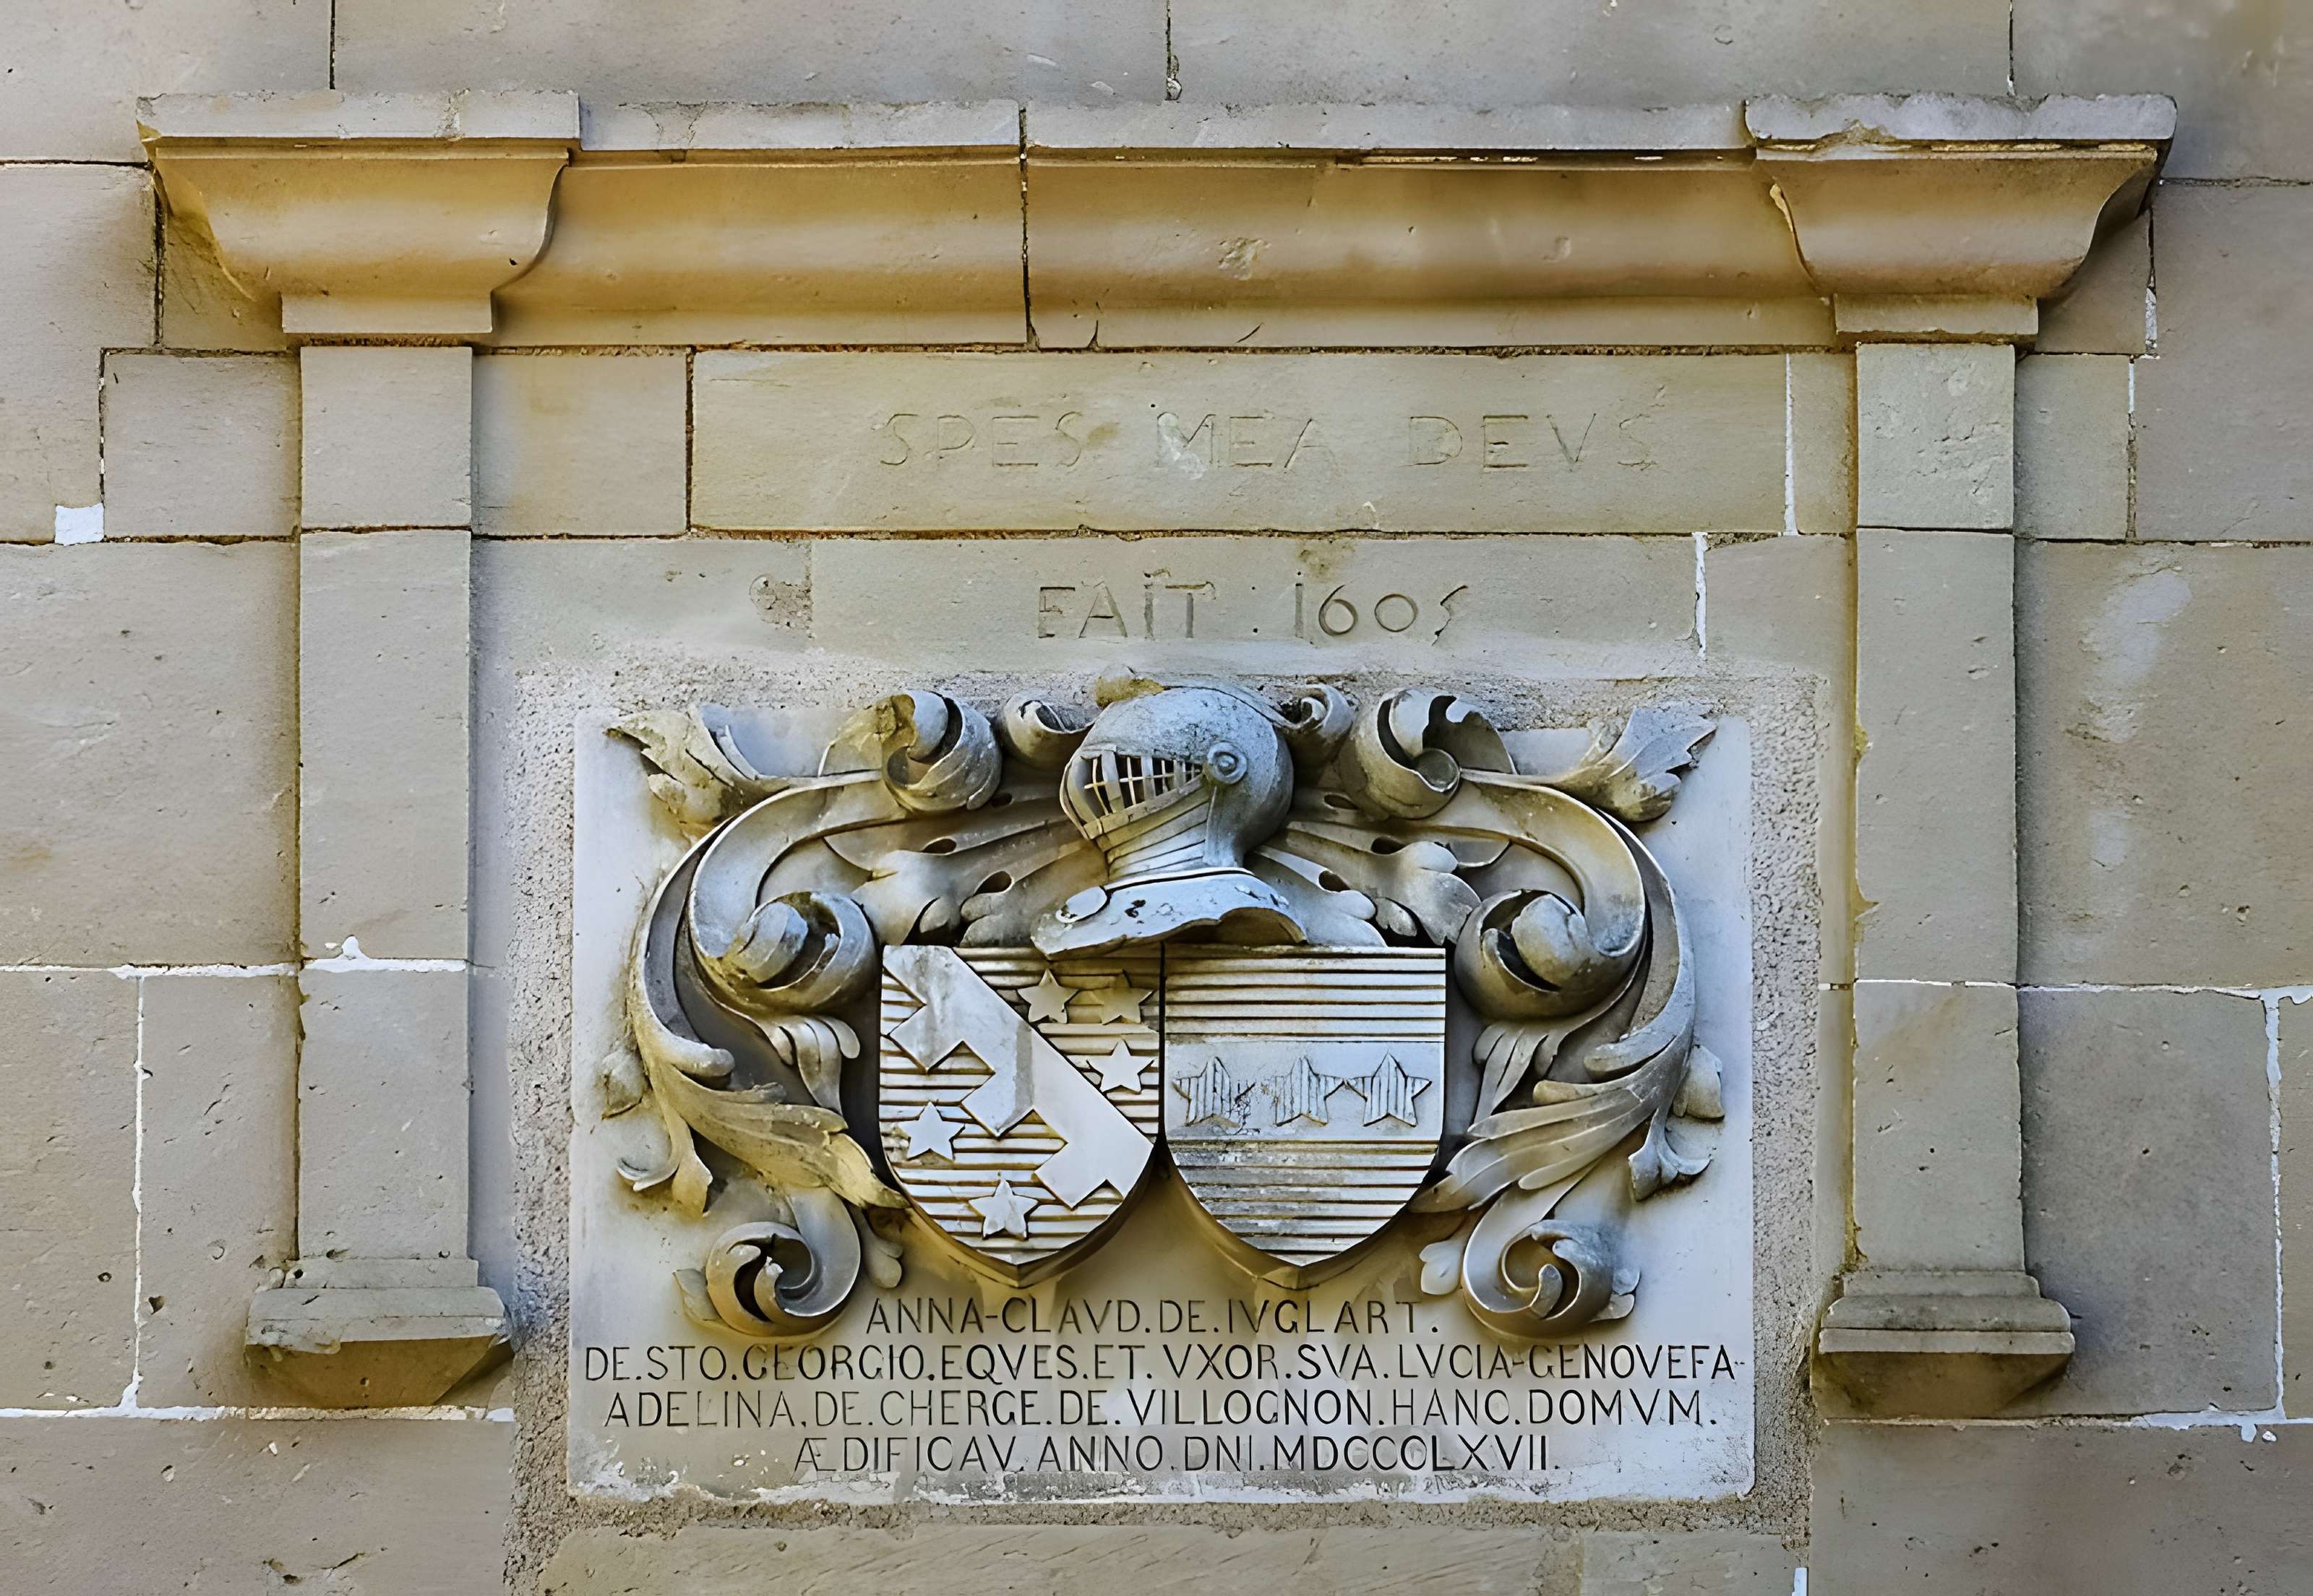 SPES MEA DEVS
FAIT : 1605
ANNA-CLAVD.DE.IVGLART.
DE.STO.GEORGIO.EQVES.ET.VXOR.SVA.LVCIA-GENOVEFA-
ADELINA.DE.CHERGE.DE.VILLOGNON.HANC.DOMVM.
ÆDIFICAV.ANNO.DNI.MDCCCLXVII.